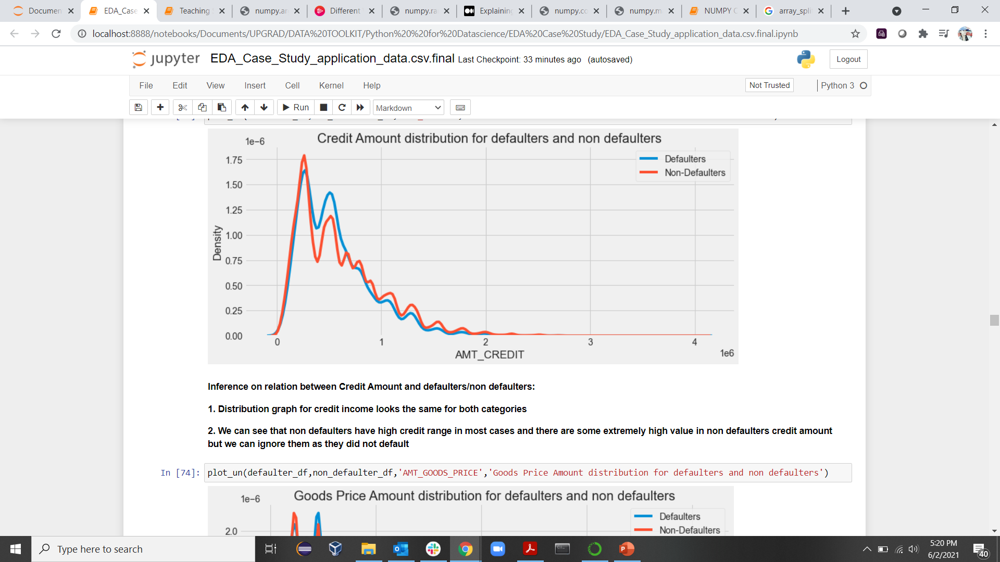 Documen
EDA_Case
Teaching
numpy.ar
Different
numpy.ra
Explaining
numpy.co
numpy.m
NUMPY C
array_spli
localhost:8888/notebooks/Documents/UPGRAD/DATA%20TOOLKIT/Python%20%20for%20Datascience/EDA%20Case%20Study/EDA_Case_Study_application_data.csv.final.ipynb
jupyter EDA_Case_Study_application_data.csv.final Last Checkpoint: 33 minutes ago (autosaved)
Logout
File Edit View Insert Cell Kernel Help
Not Trusted
Python 3
Run
Markdown
1e−6
Credit Amount distribution for defaulters and non defaulters
Defaulters
Non-Defaulters
1.75
1.50
1.25
1.00
0.75
0.50
0.25
0.00
Density
0 1 2 3 4
AMT_CREDIT
1e6
Inference on relation between Credit Amount and defaulters/non defaulters:
1. Distribution graph for credit income looks the same for both categories
2. We can see that non defaulters have high credit range in most cases and there are some extremely high value in non defaulters credit amount
but we can ignore them as they did not default
In [74]: plot_un(defaulter_df,non_defaulter_df,'AMT_GOODS_PRICE','Goods Price Amount distribution for defaulters and non defaulters')
1e−6
Goods Price Amount distribution for defaulters and non defaulters
Defaulters
Non-Defaulters
2.0
Type here to search
5:20 PM
6/2/2021
40